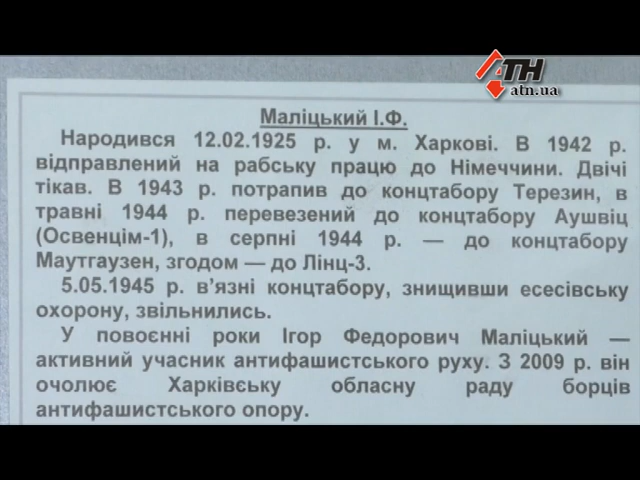 АТН
atn.ua
Маліцький І.Ф.
Народився 12.02.1925 р. у м. Харкові. В 1942 р.
відправлений на рабську працю до Німеччини. Двічі
тікав. В 1943 р. потрапив до концтабору Терезин, в
травні 1944 р. перевезений до концтабору Аушвіц
(Освенцім-1), в серпні 1944 р. — до концтабору
Маутгаузен, згодом — до Лінц-3.
5.05.1945 р. в’язні концтабору, знищивши есесівську
охорону, звільнились.
У повоєнні роки Ігор Федорович Маліцький —
активний учасник антифашистського руху. З 2009 р. він
очолює Харківську обласну раду борців
антифашистського опору.